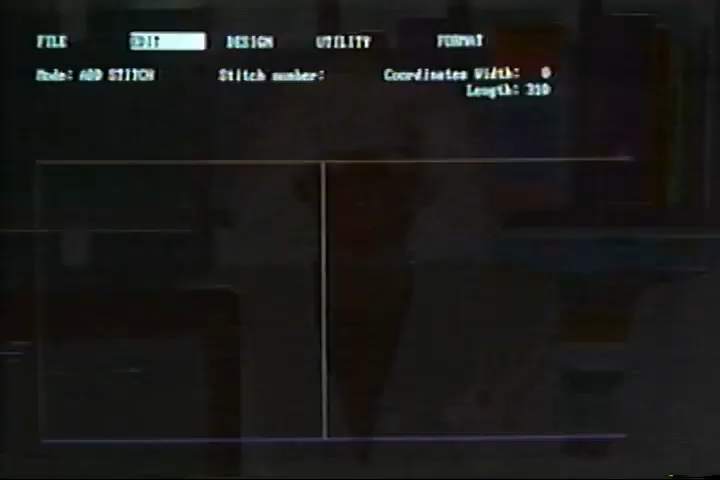 FILE EDIT DESIGN UTILITY FORMAT
Mode: ADD STITCH Stitch number: Coordinates Width: 0
Length: 310